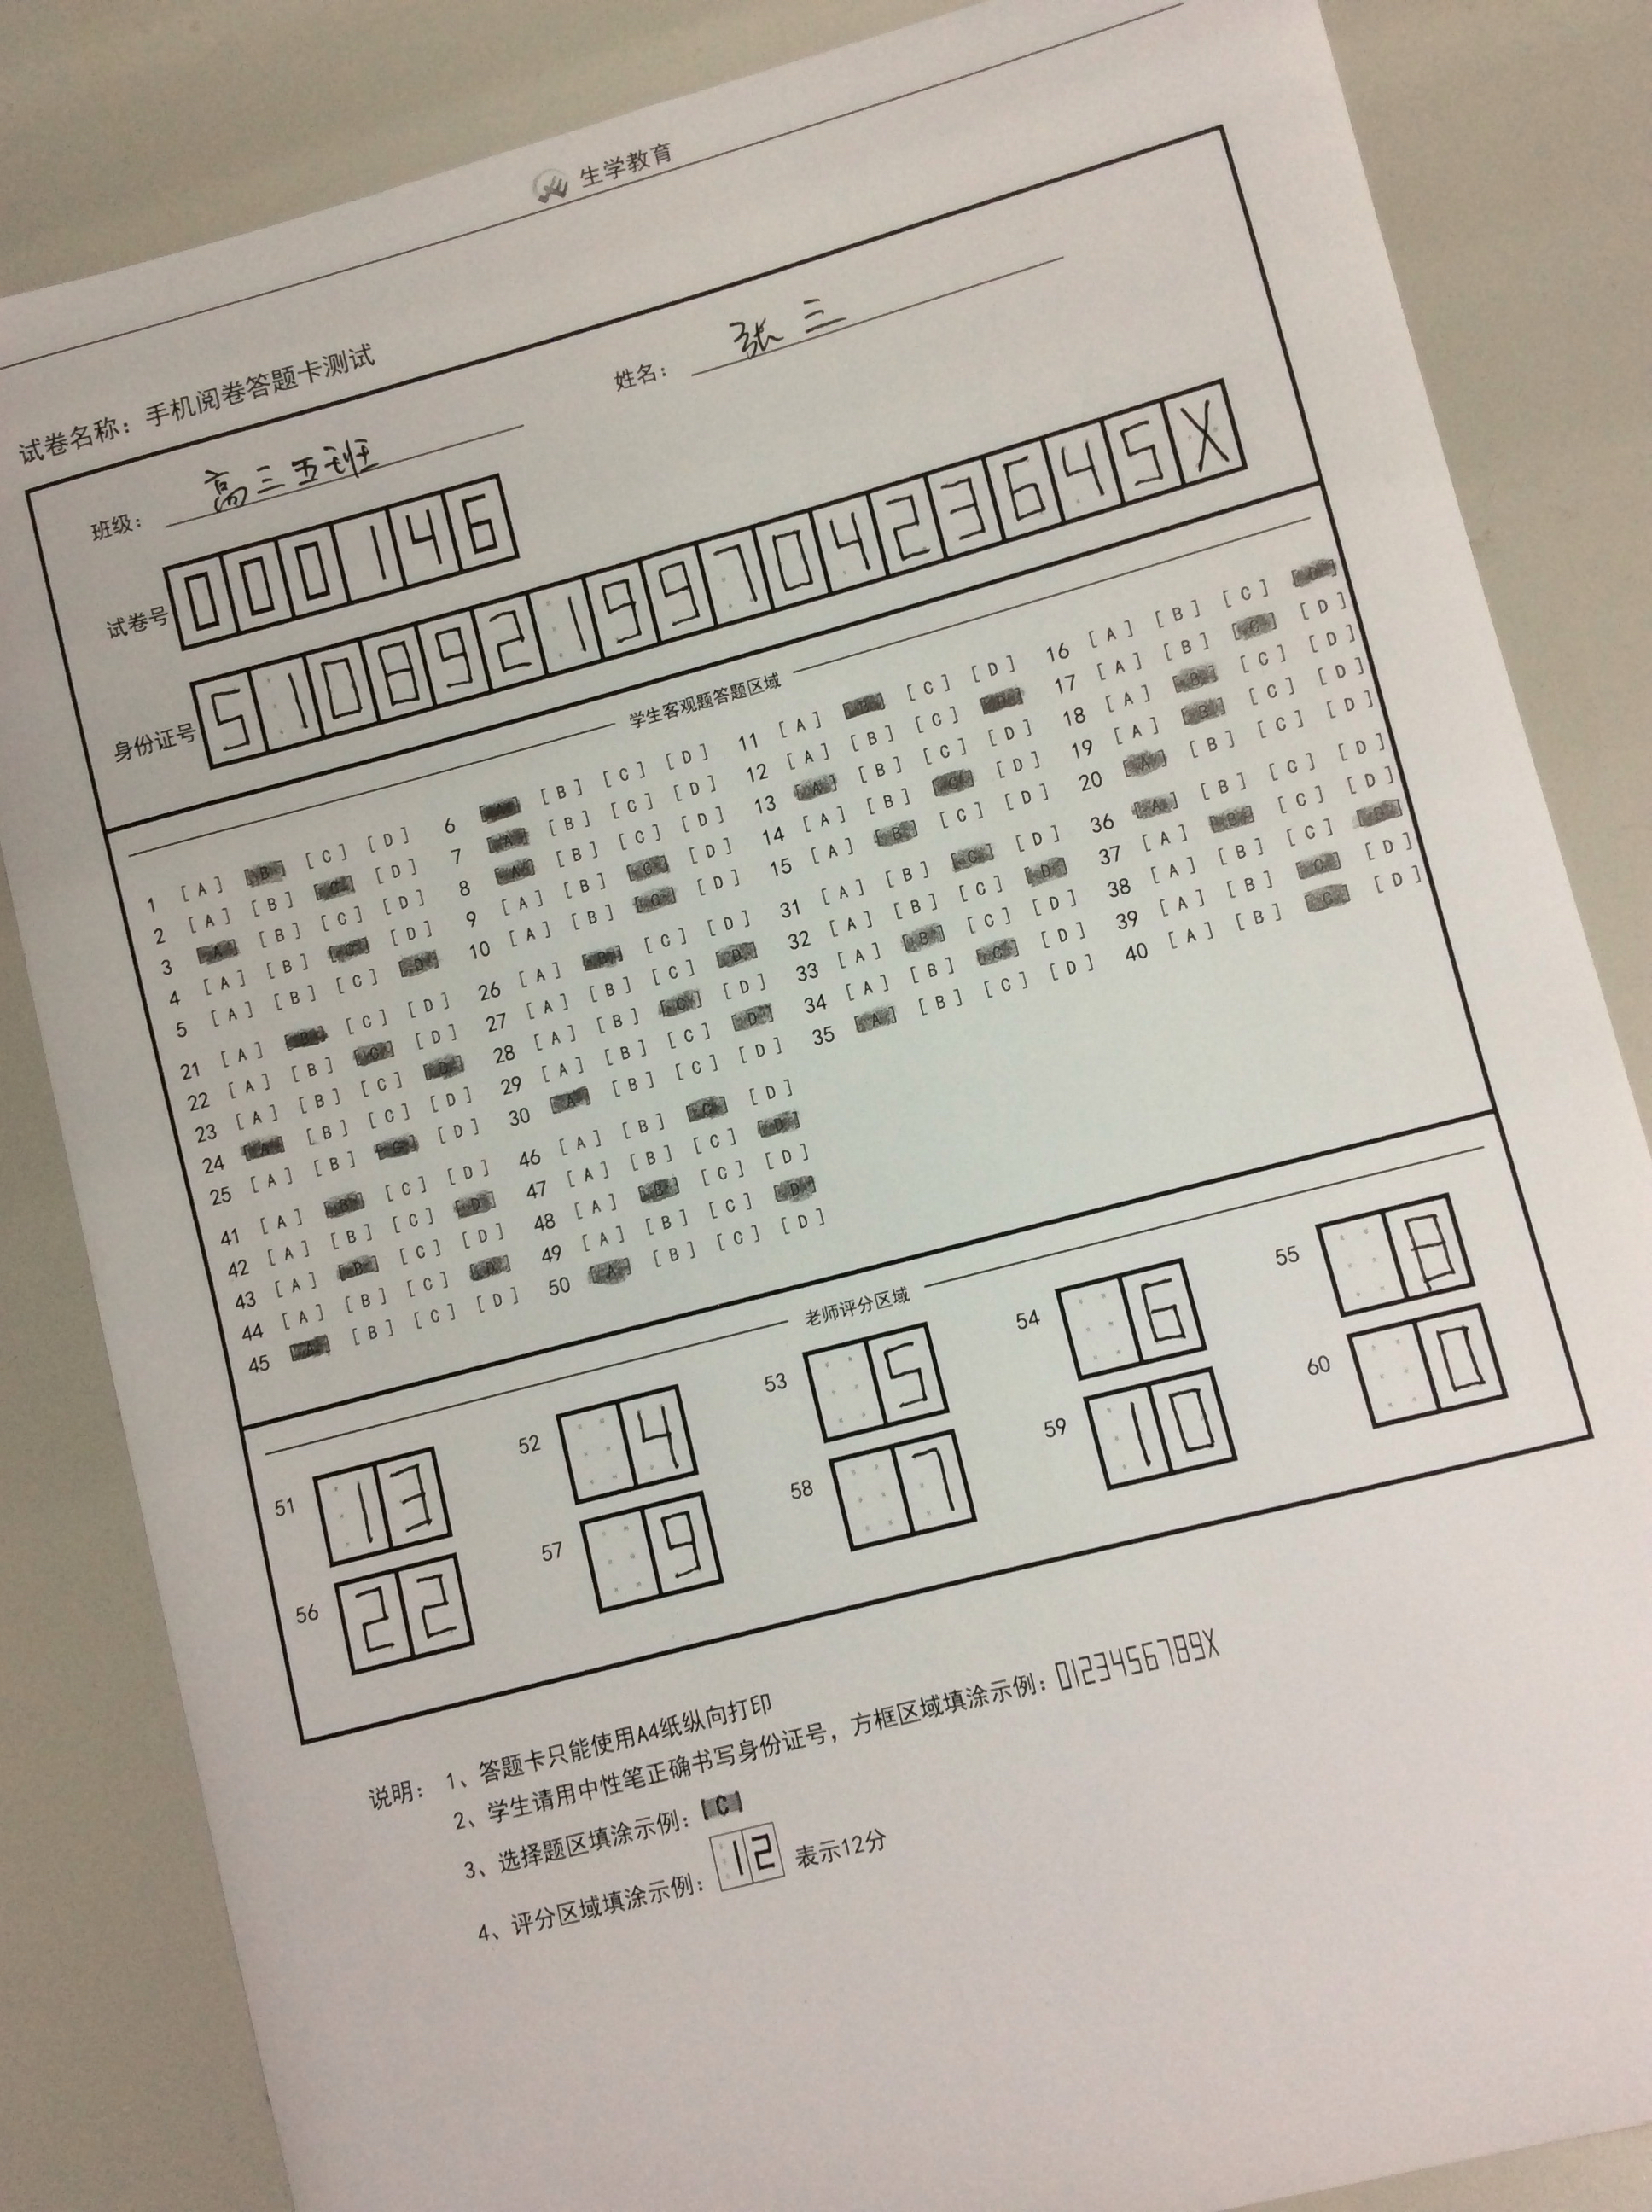 生学教育
试卷名称：手机阅卷答题卡测试
班级：高三五班 姓名：张三
试卷号 000146
身份证号 51089219970423645X
学生客观题答题区域
1 [A] [B] [C] [D] 6 [A] [B] [C] [D] 11 [A] [B] [C] [D] 16 [A] [B] [C] [D]
2 [A] [B] [C] [D] 7 [A] [B] [C] [D] 12 [A] [B] [C] [D] 17 [A] [B] [C] [D]
3 [A] [B] [C] [D] 8 [A] [B] [C] [D] 13 [A] [B] [C] [D] 18 [A] [B] [C] [D]
4 [A] [B] [C] [D] 9 [A] [B] [C] [D] 14 [A] [B] [C] [D] 19 [A] [B] [C] [D]
5 [A] [B] [C] [D] 10 [A] [B] [C] [D] 15 [A] [B] [C] [D] 20 [A] [B] [C] [D]
21 [A] [B] [C] [D] 26 [A] [B] [C] [D] 31 [A] [B] [C] [D] 36 [A] [B] [C] [D]
22 [A] [B] [C] [D] 27 [A] [B] [C] [D] 32 [A] [B] [C] [D] 37 [A] [B] [C] [D]
23 [A] [B] [C] [D] 28 [A] [B] [C] [D] 33 [A] [B] [C] [D] 38 [A] [B] [C] [D]
24 [A] [B] [C] [D] 29 [A] [B] [C] [D] 34 [A] [B] [C] [D] 39 [A] [B] [C] [D]
25 [A] [B] [C] [D] 30 [A] [B] [C] [D] 35 [A] [B] [C] [D] 40 [A] [B] [C] [D]
41 [A] [B] [C] [D] 46 [A] [B] [C] [D]
42 [A] [B] [C] [D] 47 [A] [B] [C] [D]
43 [A] [B] [C] [D] 48 [A] [B] [C] [D]
44 [A] [B] [C] [D] 49 [A] [B] [C] [D]
45 [A] [B] [C] [D] 50 [A] [B] [C] [D]
老师评分区域
51 13 52 4 53 5 54 6 55 8
56 22 57 9 58 7 59 10 60 0
说明：1、答题卡只能使用A4纸纵向打印
2、学生请用中性笔正确书写身份证号，方框区域填涂示例：0123456789X
3、选择题区填涂示例：[C]
4、评分区域填涂示例：12 表示12分